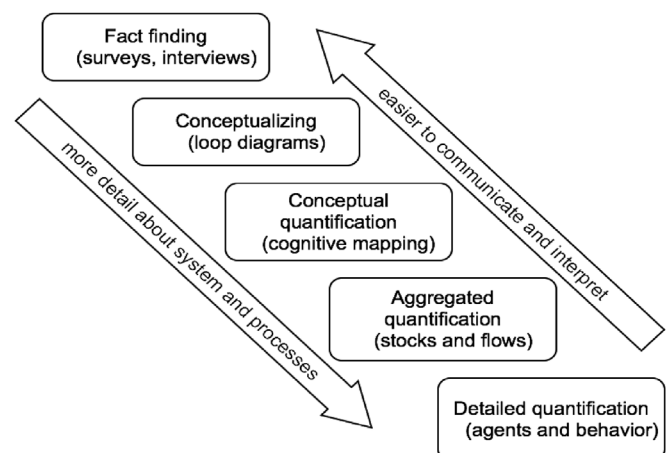 Fact finding
(surveys, interviews)
easier to communicate and interpret
Conceptualizing
(loop diagrams)
more detail about system and processes
Conceptual
quantification
(cognitive mapping)
Aggregated
quantification
(stocks and flows)
Detailed quantification
(agents and behavior)